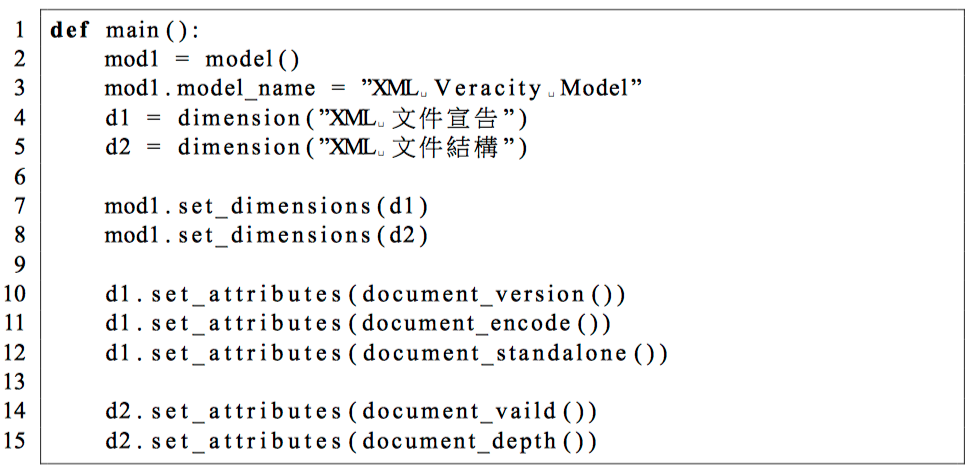 1 def main():
2     mod1 = model()
3     mod1.model_name = ”XML␣Veracity␣Model”
4     d1 = dimension(”XML␣文件宣告”)
5     d2 = dimension(”XML␣文件結構”)
6
7     mod1.set_dimensions(d1)
8     mod1.set_dimensions(d2)
9
10     d1.set_attributes(document_version())
11     d1.set_attributes(document_encode())
12     d1.set_attributes(document_standalone())
13
14     d2.set_attributes(document_vaild())
15     d2.set_attributes(document_depth())